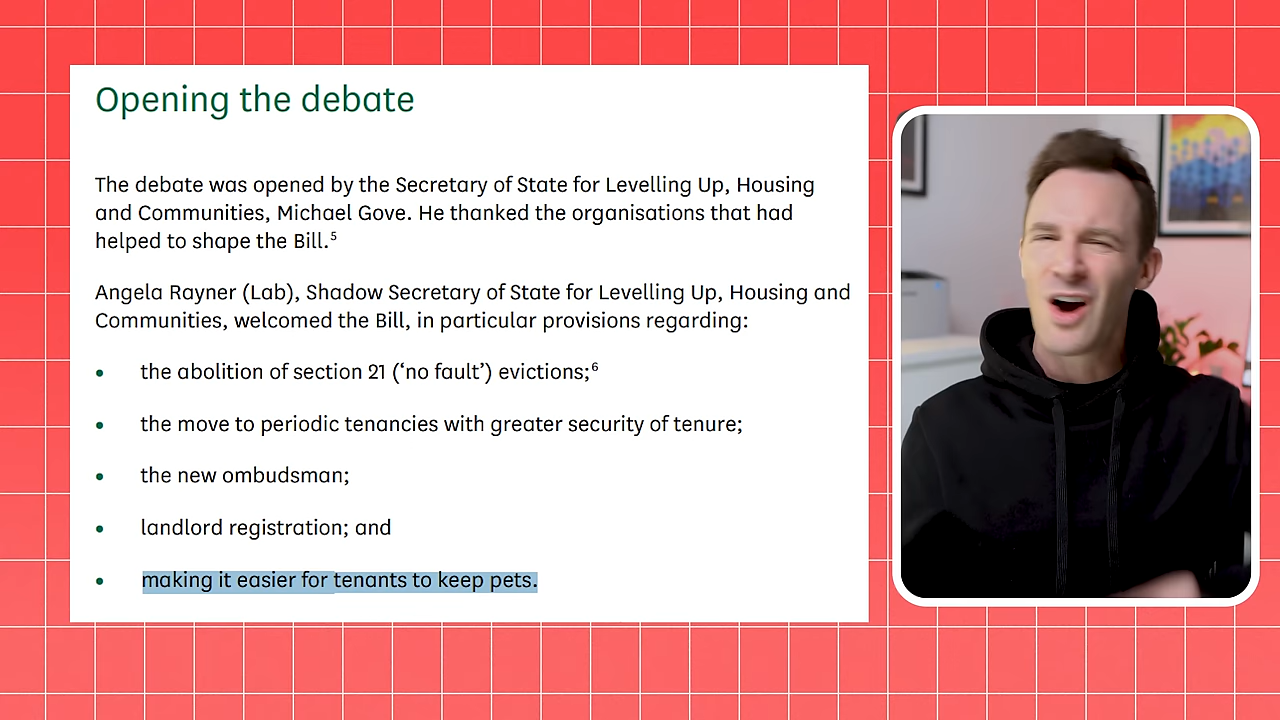 Opening the debate
The debate was opened by the Secretary of State for Levelling Up, Housing
and Communities, Michael Gove. He thanked the organisations that had
helped to shape the Bill.⁵
Angela Rayner (Lab), Shadow Secretary of State for Levelling Up, Housing and
Communities, welcomed the Bill, in particular provisions regarding:
• the abolition of section 21 (‘no fault’) evictions;⁶
• the move to periodic tenancies with greater security of tenure;
• the new ombudsman;
• landlord registration; and
• making it easier for tenants to keep pets.